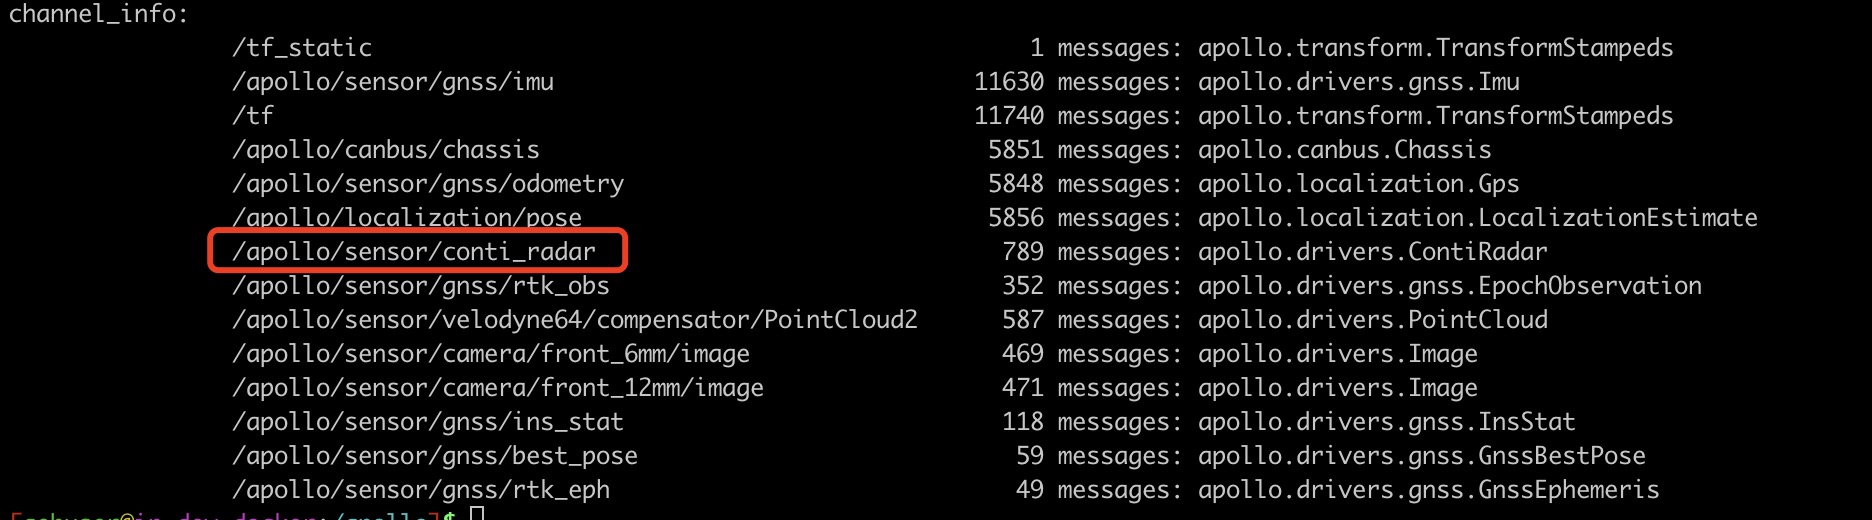 channel_info:
/tf_static 1 messages: apollo.transform.TransformStampeds
/apollo/sensor/gnss/imu 11630 messages: apollo.drivers.gnss.Imu
/tf 11740 messages: apollo.transform.TransformStampeds
/apollo/canbus/chassis 5851 messages: apollo.canbus.Chassis
/apollo/sensor/gnss/odometry 5848 messages: apollo.localization.Gps
/apollo/localization/pose 5856 messages: apollo.localization.LocalizationEstimate
/apollo/sensor/conti_radar 789 messages: apollo.drivers.ContiRadar
/apollo/sensor/gnss/rtk_obs 352 messages: apollo.drivers.gnss.EpochObservation
/apollo/sensor/velodyne64/compensator/PointCloud2 587 messages: apollo.drivers.PointCloud
/apollo/sensor/camera/front_6mm/image 469 messages: apollo.drivers.Image
/apollo/sensor/camera/front_12mm/image 471 messages: apollo.drivers.Image
/apollo/sensor/gnss/ins_stat 118 messages: apollo.drivers.gnss.InsStat
/apollo/sensor/gnss/best_pose 59 messages: apollo.drivers.gnss.GnssBestPose
/apollo/sensor/gnss/rtk_eph 49 messages: apollo.drivers.gnss.GnssEphemeris